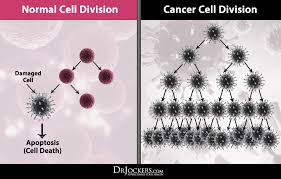 Normal Cell Division
Cancer Cell Division
Damaged
Cell
Apoptosis
(Cell Death)
DRJOCKERS.COM